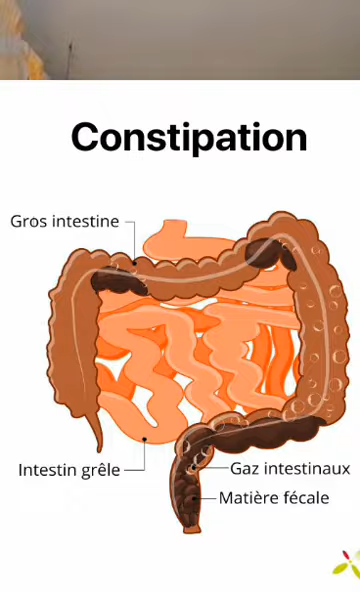 Constipation
Gros intestine
Intestin grêle
Gaz intestinaux
Matière fécale